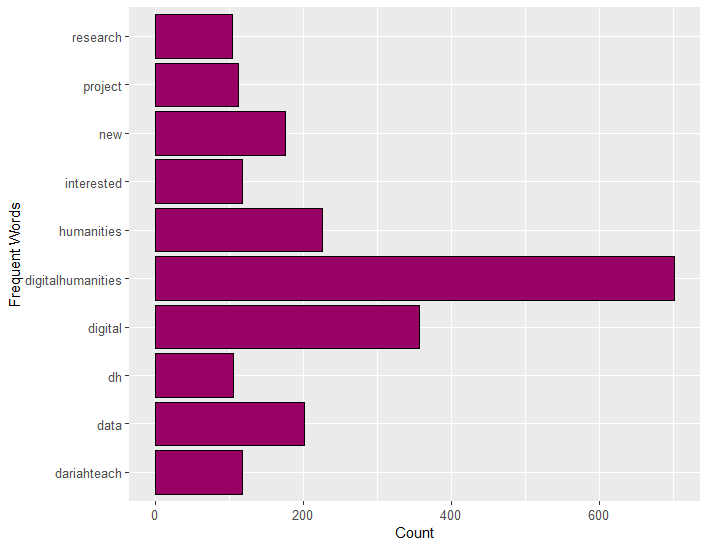 research
project
new
interested
humanities
digitalhumanities
digital
dh
data
dariahteach
Frequent Words
0 200 400 600
Count